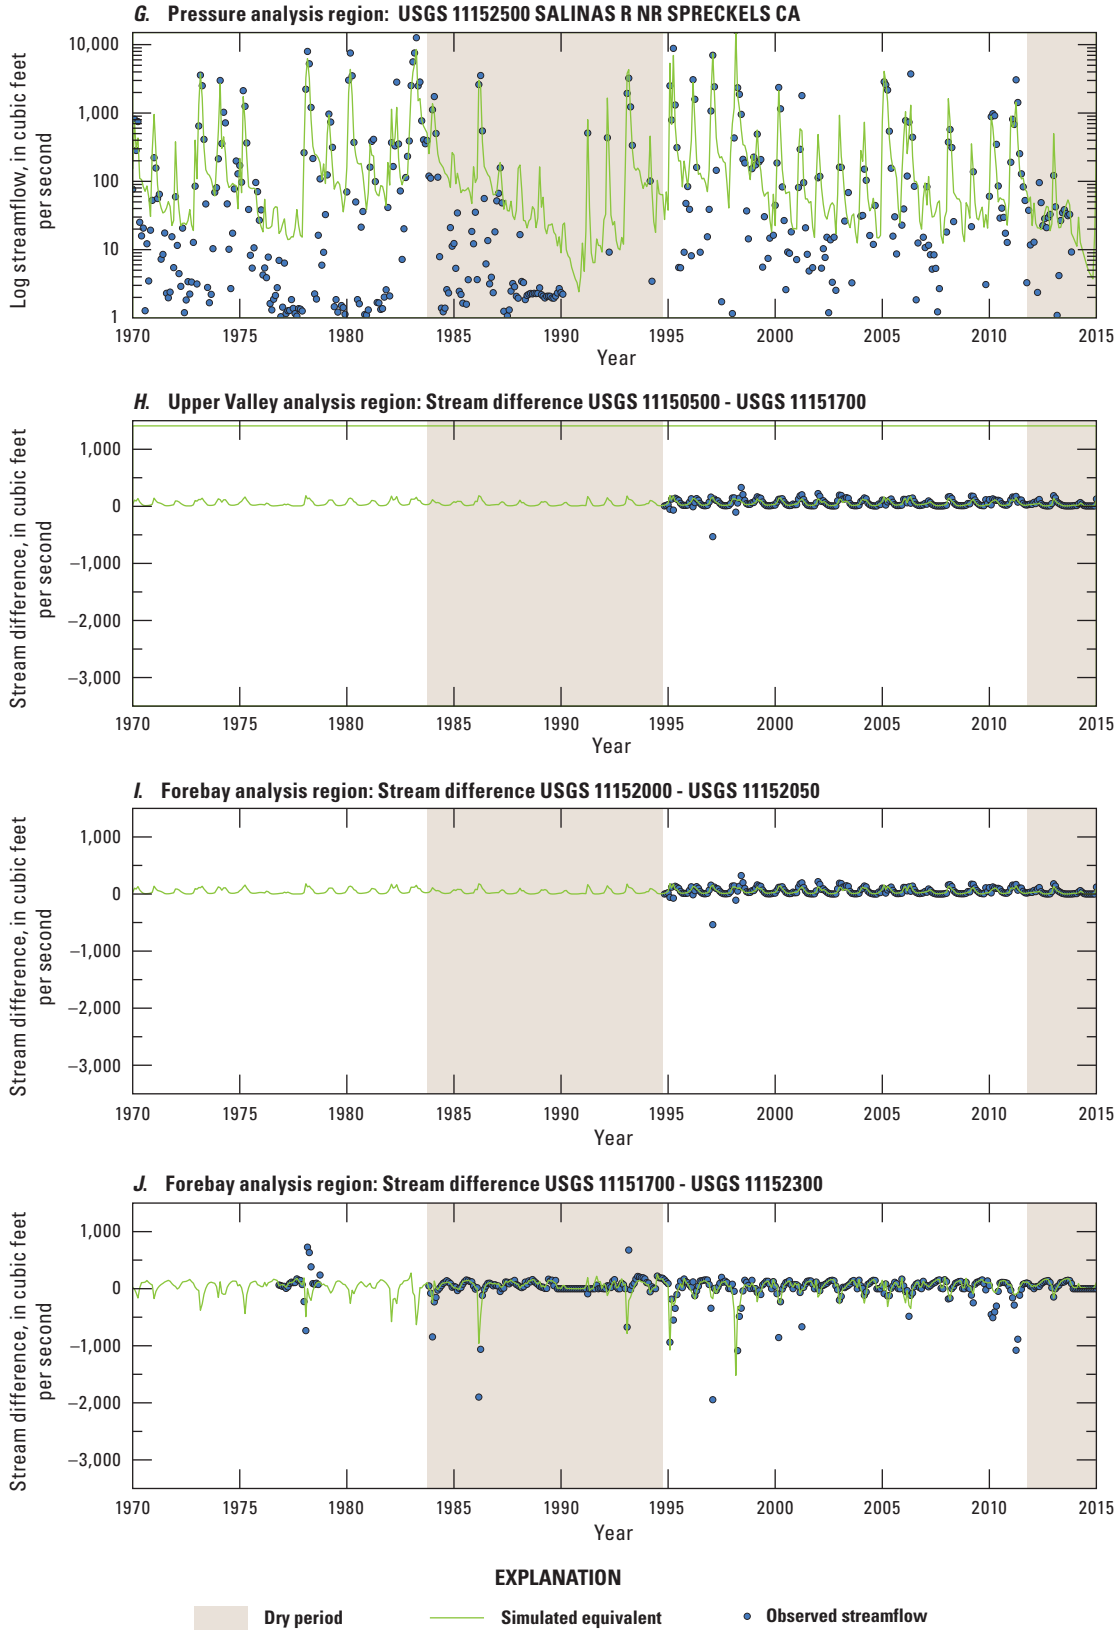 G. Pressure analysis region: USGS 11152500 SALINAS R NR SPRECKELS CA
Log streamflow, in cubic feet
per second
10,000
1,000
100
10
1
1970 1975 1980 1985 1990 1995 2000 2005 2010 2015
Year
H. Upper Valley analysis region: Stream difference USGS 11150500 - USGS 11151700
Stream difference, in cubic feet
per second
1,000
0
−1,000
−2,000
−3,000
1970 1975 1980 1985 1990 1995 2000 2005 2010 2015
Year
I. Forebay analysis region: Stream difference USGS 11152000 - USGS 11152050
Stream difference, in cubic feet
per second
1,000
0
−1,000
−2,000
−3,000
1970 1975 1980 1985 1990 1995 2000 2005 2010 2015
Year
J. Forebay analysis region: Stream difference USGS 11151700 - USGS 11152300
Stream difference, in cubic feet
per second
1,000
0
−1,000
−2,000
−3,000
1970 1975 1980 1985 1990 1995 2000 2005 2010 2015
Year
EXPLANATION
Dry period Simulated equivalent Observed streamflow